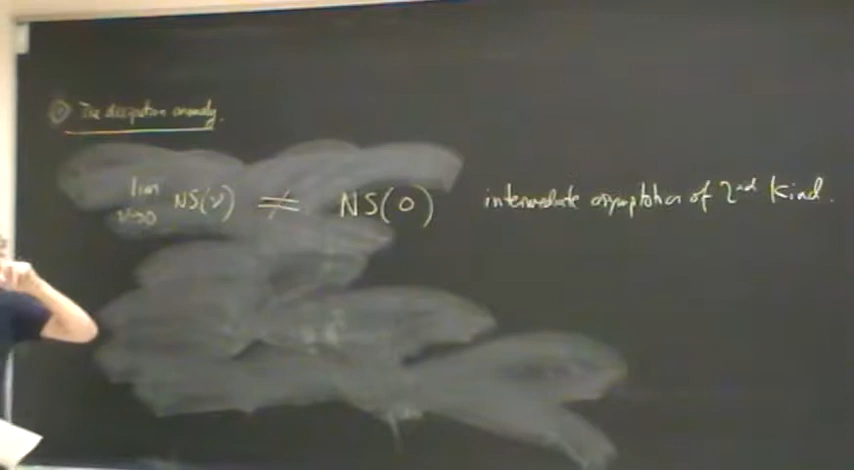 The dissipation anomaly.
lim NS(ν) ≠ NS(0) intermediate asymptotics of 2nd kind.
ν→0